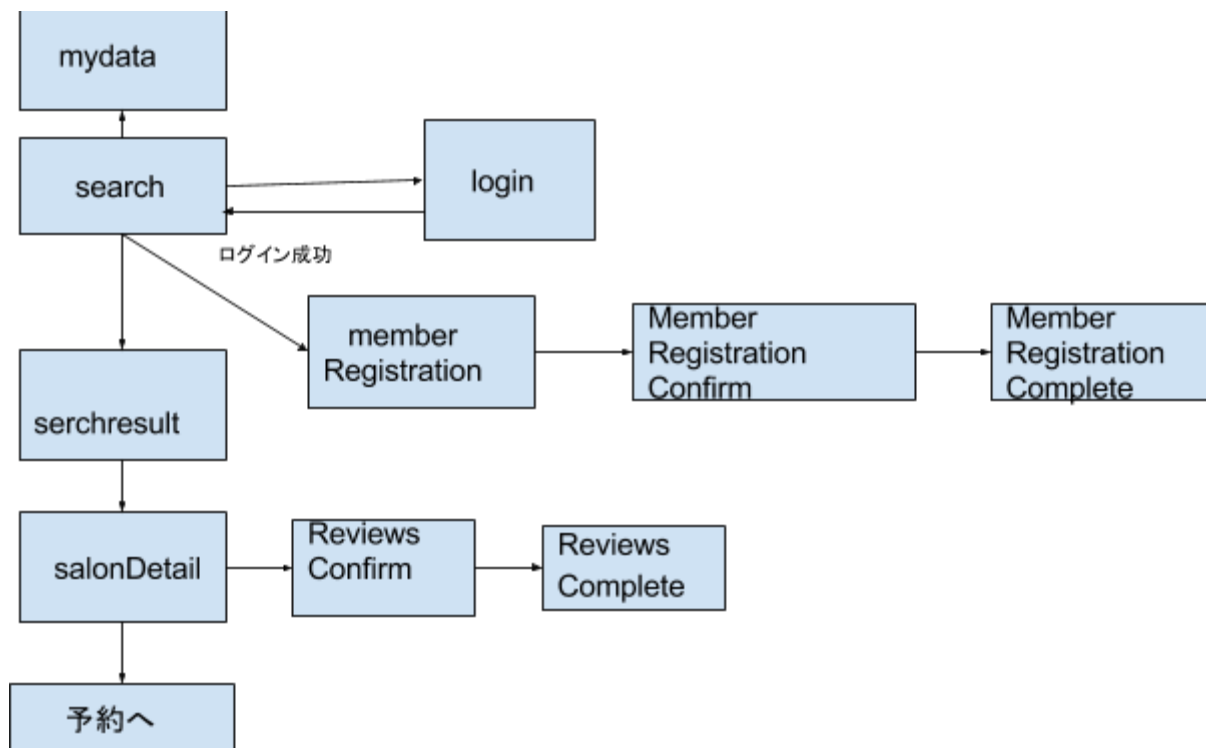 mydata
search
login
ログイン成功
member
Registration
Member
Registration
Confirm
Member
Registration
Complete
serchresult
salonDetail
Reviews
Confirm
Reviews
Complete
予約へ